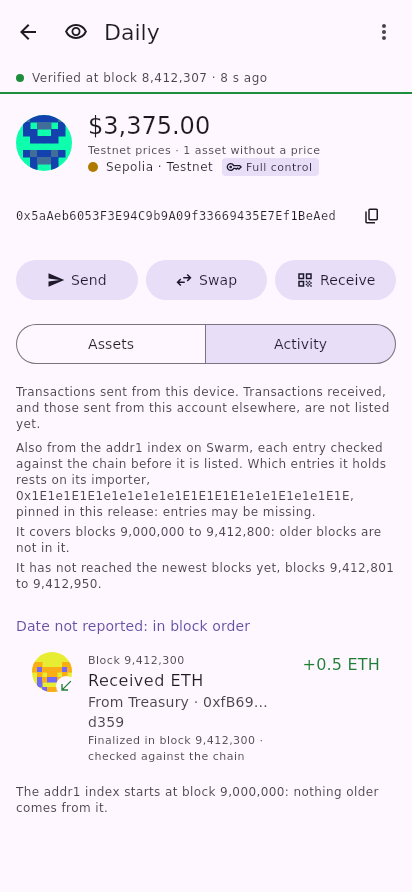 Daily
Verified at block 8,412,307 · 8 s ago
$3,375.00
Testnet prices · 1 asset without a price
Sepolia · Testnet Full control
0x5aAeb6053F3E94C9b9A09f33669435E7Ef1BeAed
Send Swap Receive
Assets Activity
Transactions sent from this device. Transactions received,
and those sent from this account elsewhere, are not listed
yet.
Also from the addr1 index on Swarm, each entry checked
against the chain before it is listed. Which entries it holds
rests on its importer,
0x1E1e1E1E1e1e1e1e1e1E1E1E1E1e1e1E1e1e1e1E,
pinned in this release: entries may be missing.
It covers blocks 9,000,000 to 9,412,800: older blocks are
not in it.
It has not reached the newest blocks yet, blocks 9,412,801
to 9,412,950.
Date not reported: in block order
Block 9,412,300
Received ETH
+0.5 ETH
From Treasury · 0xfB69…
d359
Finalized in block 9,412,300 ·
checked against the chain
The addr1 index starts at block 9,000,000: nothing older
comes from it.